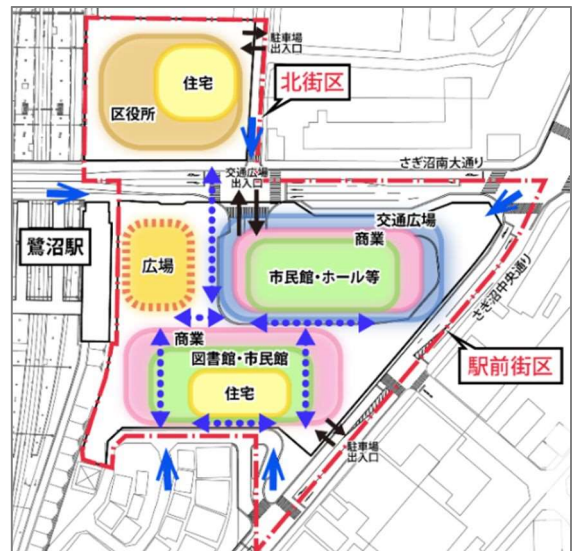 住宅
区役所
駐車場
出入口
北街区
さぎ沼南大通り
交通広場
出入口
交通広場
商業
市民館・ホール等
鷺沼駅
広場
さぎ沼中央通り
商業
図書館・市民館
住宅
駅前街区
駐車場
出入口